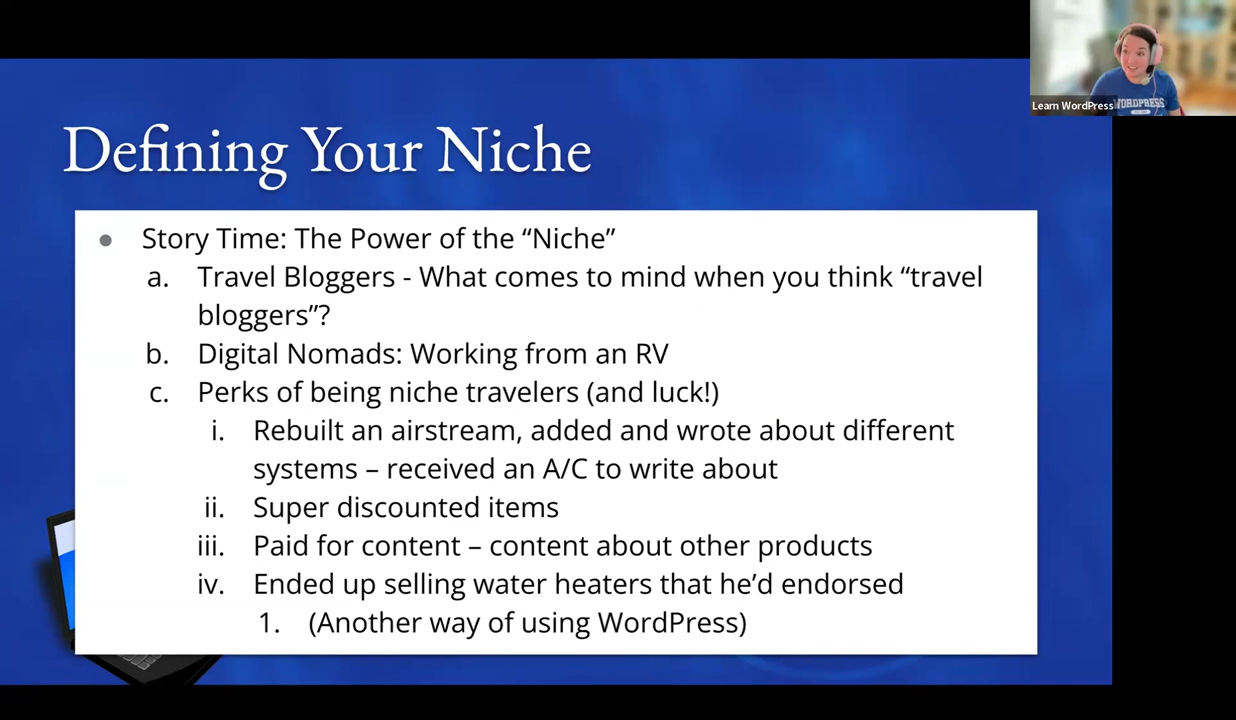 Defining Your Niche
● Story Time: The Power of the “Niche”
a. Travel Bloggers - What comes to mind when you think “travel
bloggers”?
b. Digital Nomads: Working from an RV
c. Perks of being niche travelers (and luck!)
i. Rebuilt an airstream, added and wrote about different
systems – received an A/C to write about
ii. Super discounted items
iii. Paid for content – content about other products
iv. Ended up selling water heaters that he’d endorsed
1. (Another way of using WordPress)
Learn WordPress
WORDPRESS